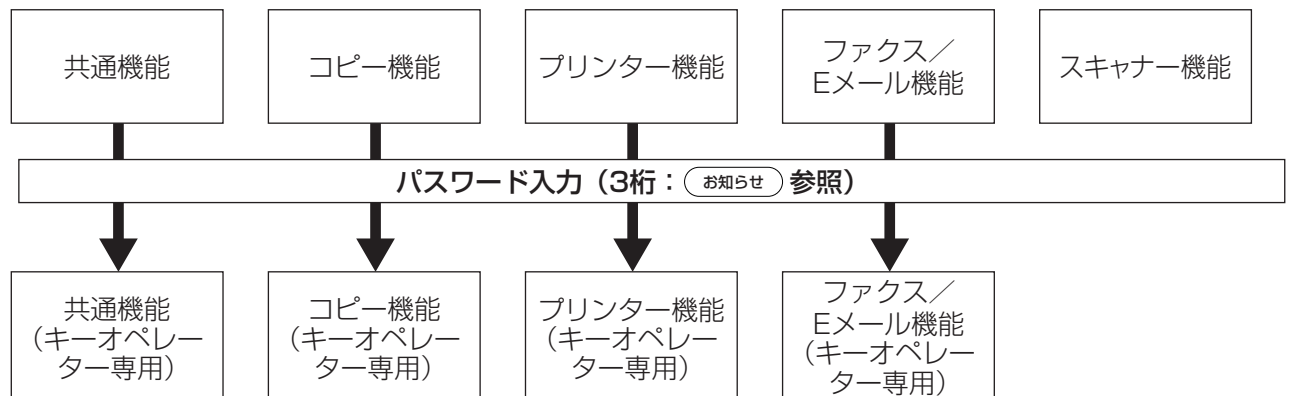 共通機能
コピー機能
プリンター機能
ファクス／
Eメール機能
スキャナー機能
パスワード入力（3桁：お知らせ参照）
共通機能
（キーオペレー
ター専用）
コピー機能
（キーオペレー
ター専用）
プリンター機能
（キーオペレー
ター専用）
ファクス／
Eメール機能
（キーオペレー
ター専用）